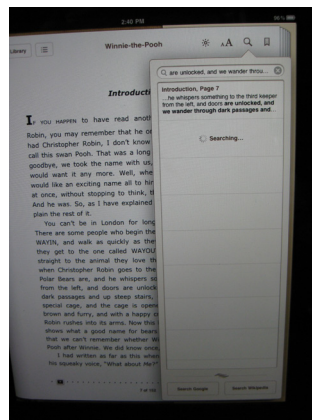 2:40 PM
98%
Library
Winnie-the-Pooh
AA
are unlocked, and we wander throu...
Introduction, Page 7
...he whispers something to the third keeper
from the left, and doors are unlocked, and
we wander through dark passages and...
Searching...
Introducti
IF YOU HAPPEN to have read anoth
Robin, you may remember that he on
had Christopher Robin, I don't know
call this swan Pooh. That was a long
goodbye, we took the name with us,
would want it any more. Well, whe
would like an exciting name all to hir
at once, without stopping to think, t
And he was. So, as I have explained
plain the rest of it.
You can't be in London for long
There are some people who begin the
WAYIN, and walk as quickly as the
they get to the one called WAYOU
straight to the animal they love th
when Christopher Robin goes to the
Polar Bears are, and he whispers so
from the left, and doors are unlock
dark passages and up steep stairs,
special cage, and the cage is opene
brown and furry, and with a happy c
Robin rushes into its arms. Now this
shows what a good name for bears
that we can't remember whether W
Pooh after Winnie. We did know once,
I had written as far as this when
his squeaky voice, "What about Me?"
Search Google
Search Wikipedia